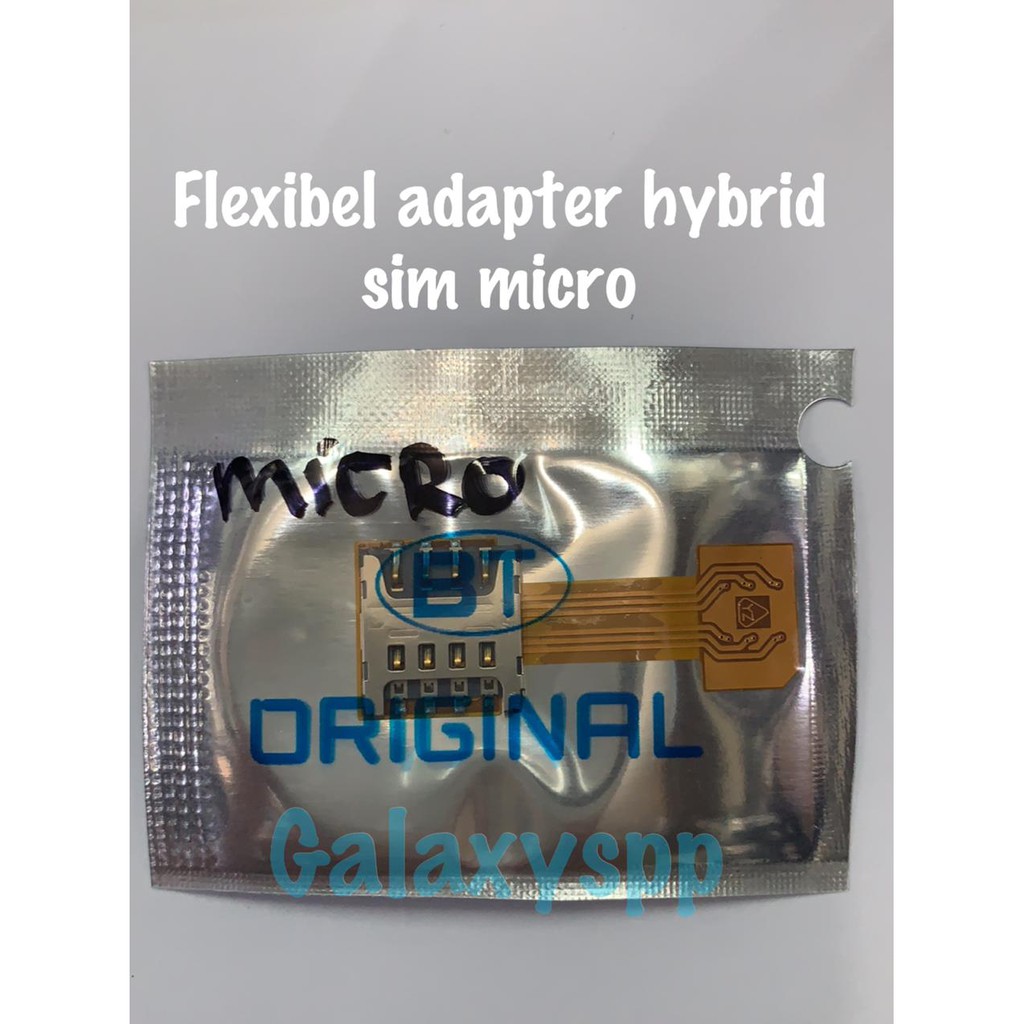 Flexibel adapter hybrid
sim micro
MiCRO
BT
ORIGINAL
Galaxyspp